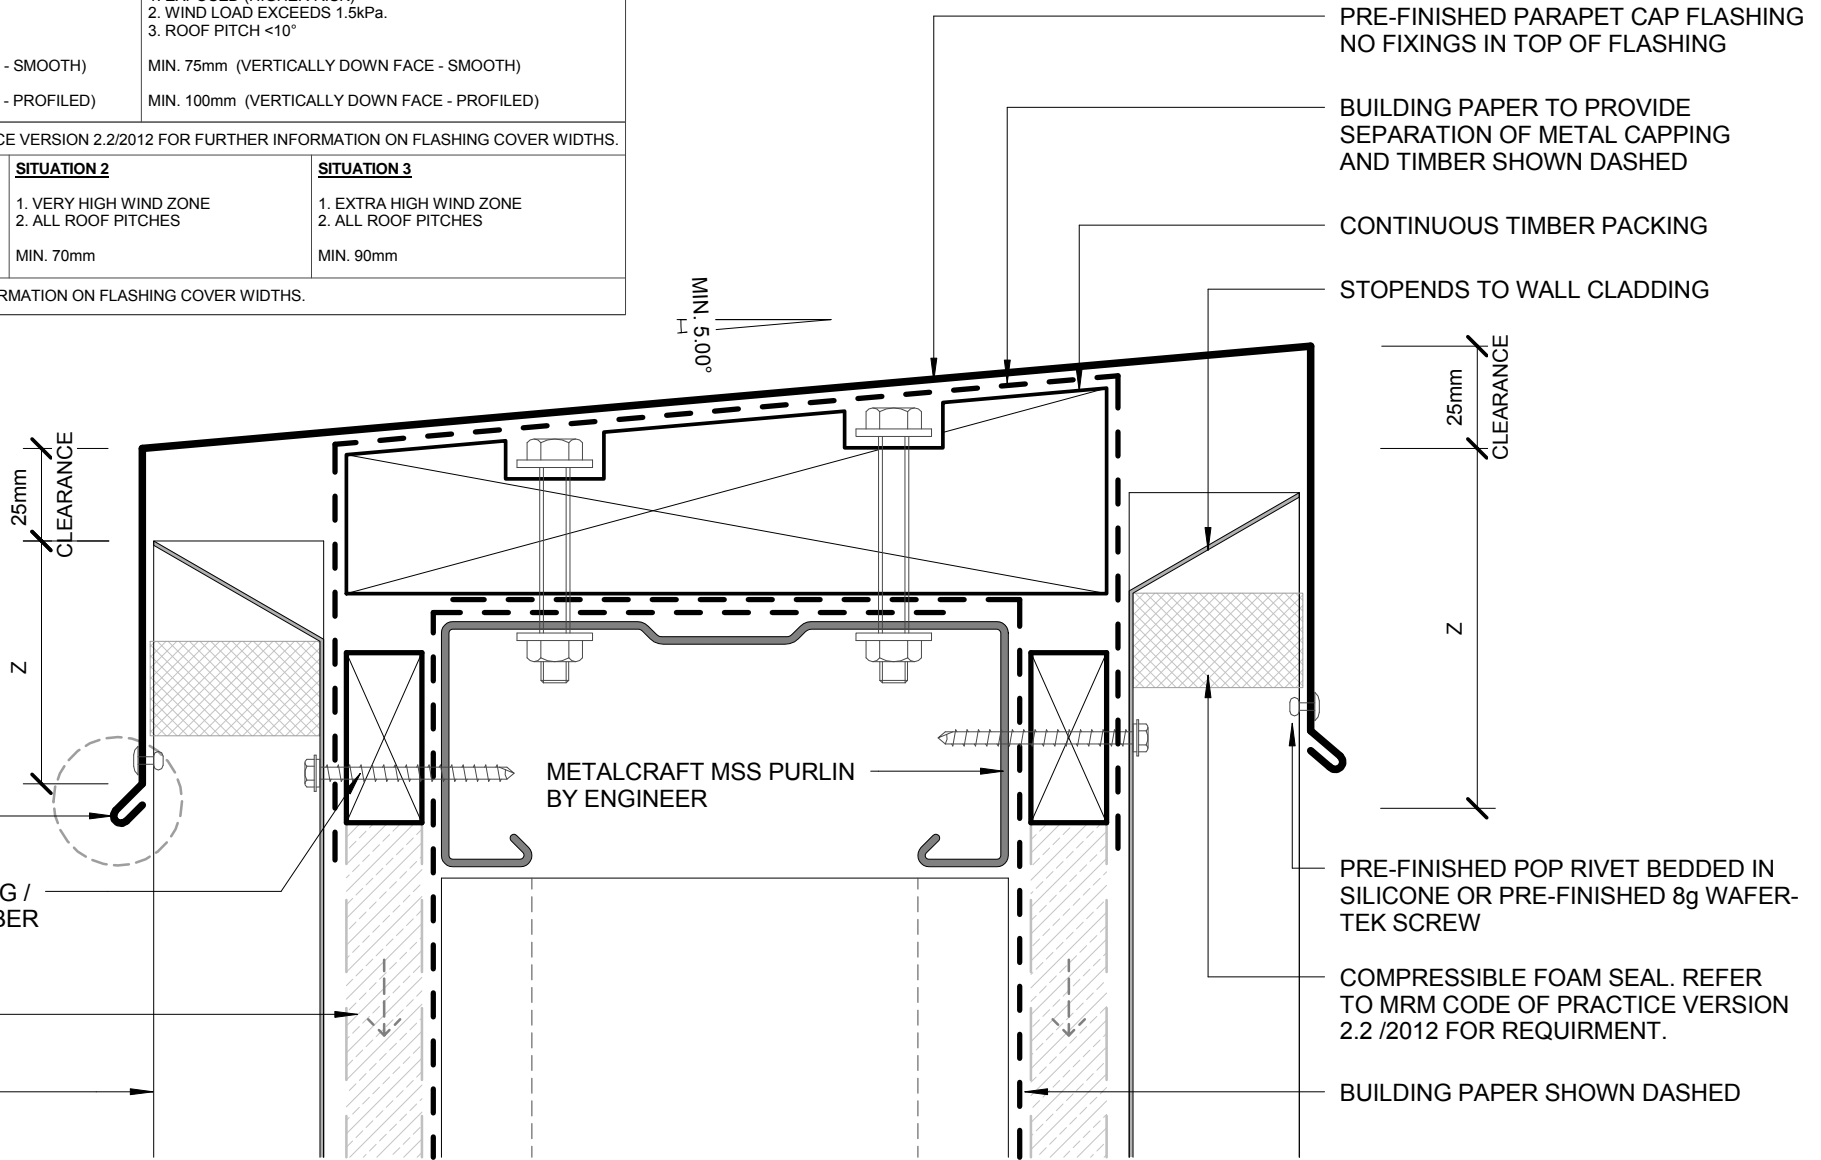 2. WIND LOAD EXCEEDS 1.5kPa.
3. ROOF PITCH <10°
- SMOOTH)
MIN. 75mm (VERTICALLY DOWN FACE - SMOOTH)
- PROFILED)
MIN. 100mm (VERTICALLY DOWN FACE - PROFILED)
CE VERSION 2.2/2012 FOR FURTHER INFORMATION ON FLASHING COVER WIDTHS.
SITUATION 2
1. VERY HIGH WIND ZONE
2. ALL ROOF PITCHES
MIN. 70mm
SITUATION 3
1. EXTRA HIGH WIND ZONE
2. ALL ROOF PITCHES
MIN. 90mm
RMATION ON FLASHING COVER WIDTHS.
PRE-FINISHED PARAPET CAP FLASHING
NO FIXINGS IN TOP OF FLASHING
BUILDING PAPER TO PROVIDE
SEPARATION OF METAL CAPPING
AND TIMBER SHOWN DASHED
CONTINUOUS TIMBER PACKING
STOPENDS TO WALL CLADDING
MIN. 5.00°
25mm
CLEARANCE
Z
25mm
CLEARANCE
Z
METALCRAFT MSS PURLIN
BY ENGINEER
G /
BER
PRE-FINISHED POP RIVET BEDDED IN
SILICONE OR PRE-FINISHED 8g WAFER-
TEK SCREW
COMPRESSIBLE FOAM SEAL. REFER
TO MRM CODE OF PRACTICE VERSION
2.2 /2012 FOR REQUIRMENT.
BUILDING PAPER SHOWN DASHED